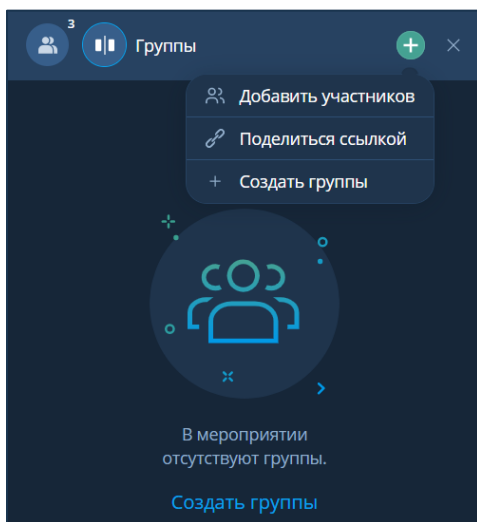 3
Группы
Добавить участников
Поделиться ссылкой
Создать группы
В мероприятии
отсутствуют группы.
Создать группы